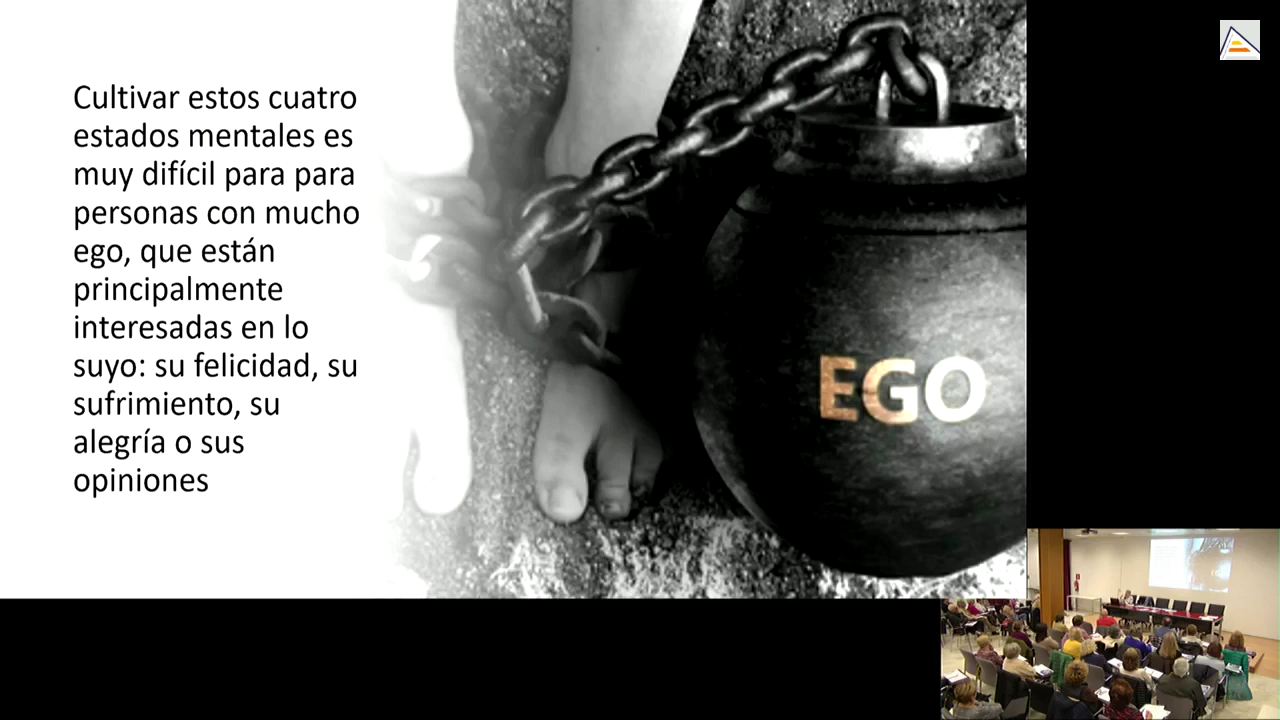 Cultivar estos cuatro
estados mentales es
muy difícil para para
personas con mucho
ego, que están
principalmente
interesadas en lo
suyo: su felicidad, su
sufrimiento, su
alegría o sus
opiniones
EGO